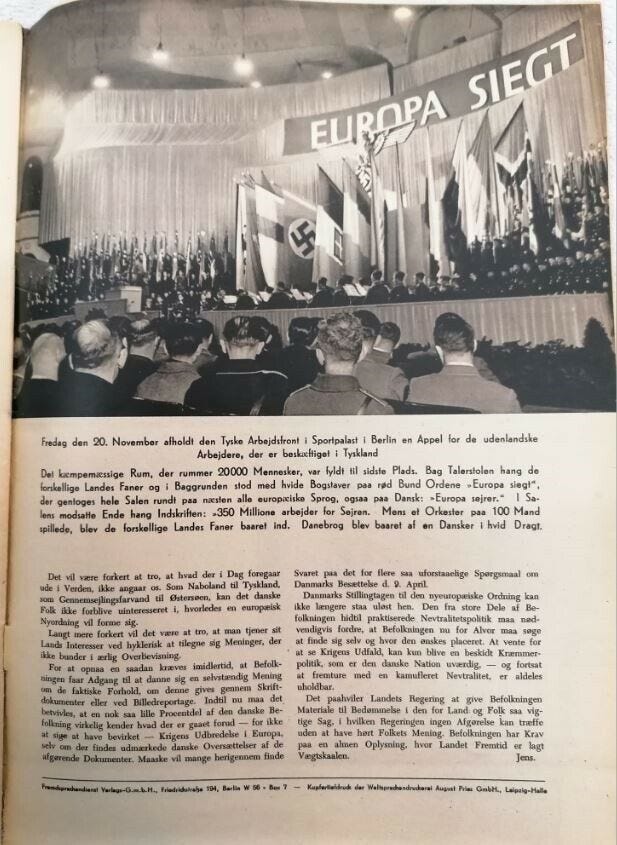 EUROPA SIEGT
Fredag den 20. November afholdt den Tyske Arbejdsfront i Sportpalast i Berlin en Appel for de udenlandske
Arbejdere, der er beskæftiget i Tyskland
Det kæmpemæssige Rum, der rummer 20000 Mennesker, var fyldt til sidste Plads. Bag Talerstolen hang de
forskellige Landes Faner og i Baggrunden stod med hvide Bogstaver paa rød Bund Ordene »Europa siegt“,
der gentoges hele Salen rundt paa næsten alle europæiske Sprog, ogsaa paa Dansk: »Europa sejrer.“ I Sa-
lens modsatte Ende hang Indskriften: »350 Millione arbejder for Sejren. Mens et Orkester paa 100 Mand
spillede, blev de forskellige Landes Faner baaret ind. Danebrog blev baaret af en Dansker i hvid Dragt.
Det vil være forkert at tro, at hvad der i Dag foregaar
ude i Verden, ikke angaar os. Som Naboland til Tyskland,
som Gennemsejlingsfarvand til Østersøen, kan det danske
Folk ikke forblive uinteresseret i, hvorledes en europæisk
Nyordning vil forme sig.
Langt mere forkert vil det være at tro, at man tjener sit
Lands Interesser ved hyklerisk at tilegne sig Meninger, der
ikke bunder i ærlig Overbevisning.
For at opnaa en saadan kræves imidlertid, at Befolk-
ningen faar Adgang til at danne sig en selvstændig Mening
om de faktiske Forhold, om denne gives gennem Skrift-
dokumenter eller ved Billedreportage. Indtil nu maa det
betvivles, at en nok saa lille Procentdel af den danske Be-
folkning virkelig kender hvad der er gaaet forud — for ikke
at sige at have bevirket — Krigens Udbredelse i Europa,
selv om der findes udmærkede danske Oversættelser af de
afgørende Dokumenter. Maaske vil mange herigennem finde
Svaret paa det for flere saa uforstaaelige Spørgsmaal om
Danmarks Besættelse d. 9. April.
Danmarks Stillingtagen til den nyeuropæiske Ordning kan
ikke længere staa uløst hen. Den fra store Dele af Be-
folkningen hidtil praktiserede Nevtralitetspolitik maa nød-
vendigvis fordre, at Befolkningen nu for Alvor maa søge
at finde sig selv og hvor den ønskes placeret. At vente for
at se Krigens Udfald, kan kun blive en beskidt Kræmmer-
politik, som er den danske Nation uværdig, — og fortsat
at fremture med en kamufleret Nevtralitet, er aldeles
uholdbar.
Det paahviler Landets Regering at give Befolkningen
Materiale til Bedømmelse i den for Land og Folk saa vig-
tige Sag, i hvilken Regeringen ingen Afgørelse kan træffe
uden at have hørt Folkets Mening. Befolkningen har Krav
paa en almen Oplysning, hvor Landet Fremtid er lagt
Vægtskaalen. Jens.
Fremdsprachendienst Verlags-G.m.b.H., Friedrichstraße 194, Berlin W 56 - Box 7 — Kupfertiefdruck der Weltsprachendruckerei August Pries GmbH., Leipzig-Halle